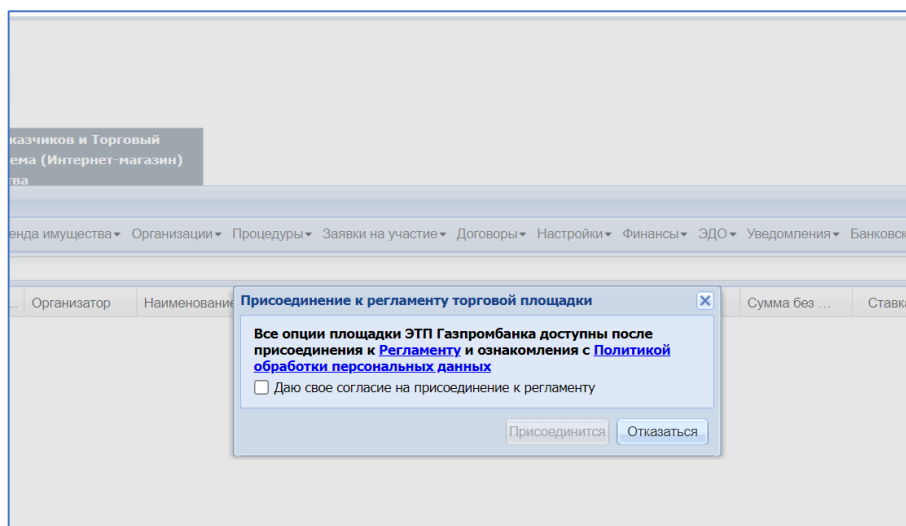 казчиков и Торговый
ема (Интернет-магазин)
тва
енда имущества Организации Процедуры Заявки на участие Договоры Настройки Финансы ЭДО Уведомления Банковск
... Организатор Наименование Сумма без ... Ставк
Присоединение к регламенту торговой площадки
Все опции площадки ЭТП Газпромбанка доступны после
присоединения к Регламенту и ознакомления с Политикой
обработки персональных данных
Даю свое согласие на присоединение к регламенту
Присоединится Отказаться